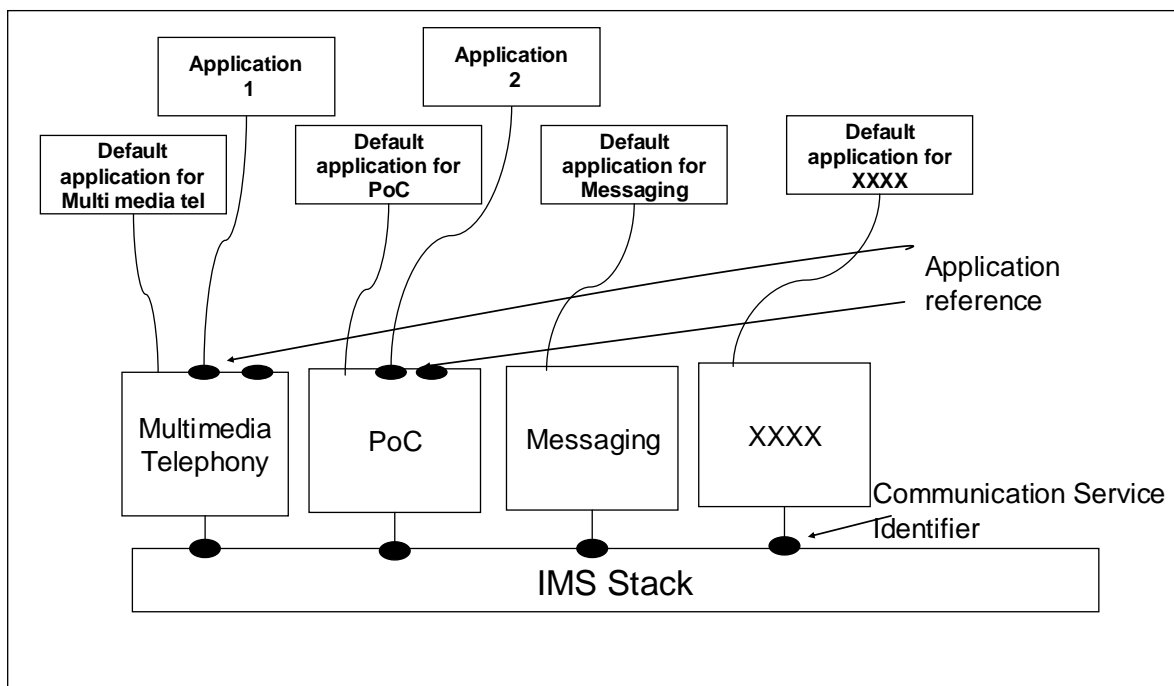 Application
1
Application
2
Default
application for
Multi media tel
Default
application for
PoC
Default
application for
Messaging
Default
application for
XXXX
Application
reference
Multimedia
Telephony
PoC
Messaging
XXXX
Communication Service
Identifier
IMS Stack